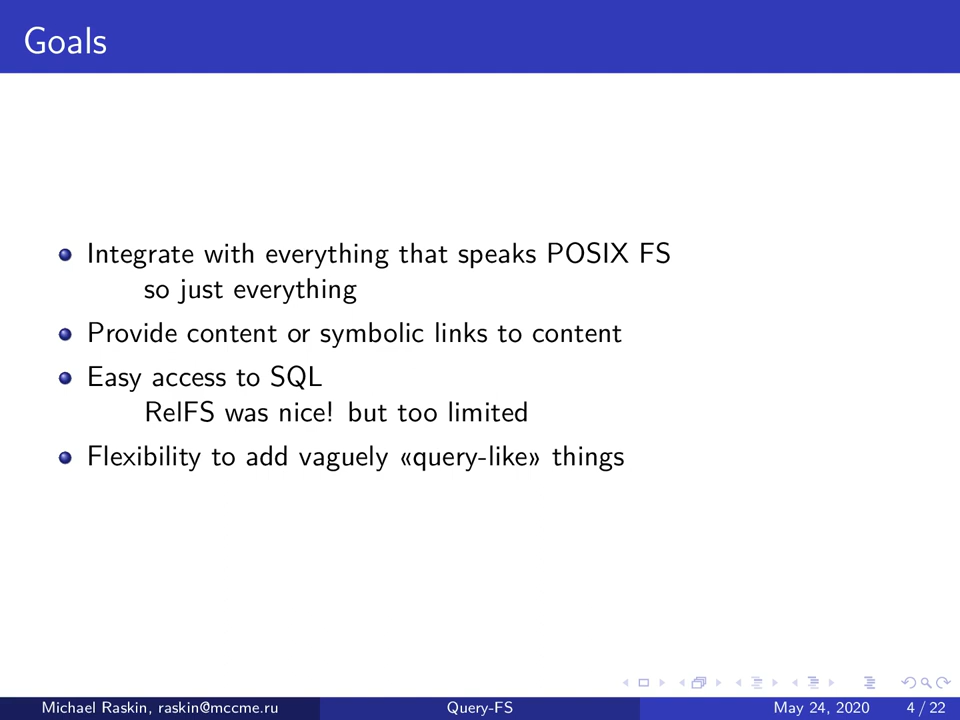 Goals
Integrate with everything that speaks POSIX FS
so just everything
Provide content or symbolic links to content
Easy access to SQL
RelFS was nice! but too limited
Flexibility to add vaguely «query-like» things
Michael Raskin, raskin@mccme.ru
Query-FS
May 24, 2020
4 / 22